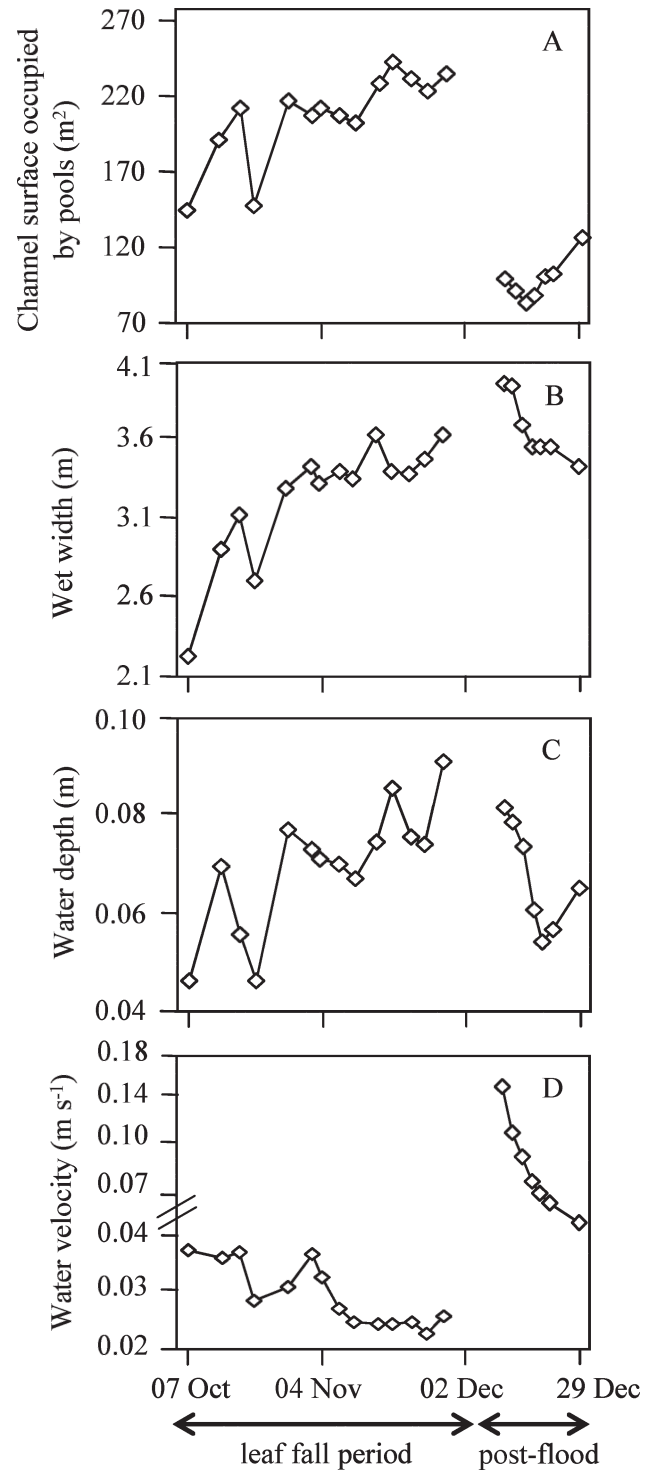 Channel surface occupied
by pools (m²)
270
220
170
120
70
A
Wet width (m)
4.1
3.6
3.1
2.6
2.1
B
Water depth (m)
0.10
0.08
0.06
0.04
C
Water velocity (m s⁻¹)
0.18
0.14
0.10
0.07
0.04
0.03
0.02
D
07 Oct 04 Nov 02 Dec 29 Dec
leaf fall period post-flood